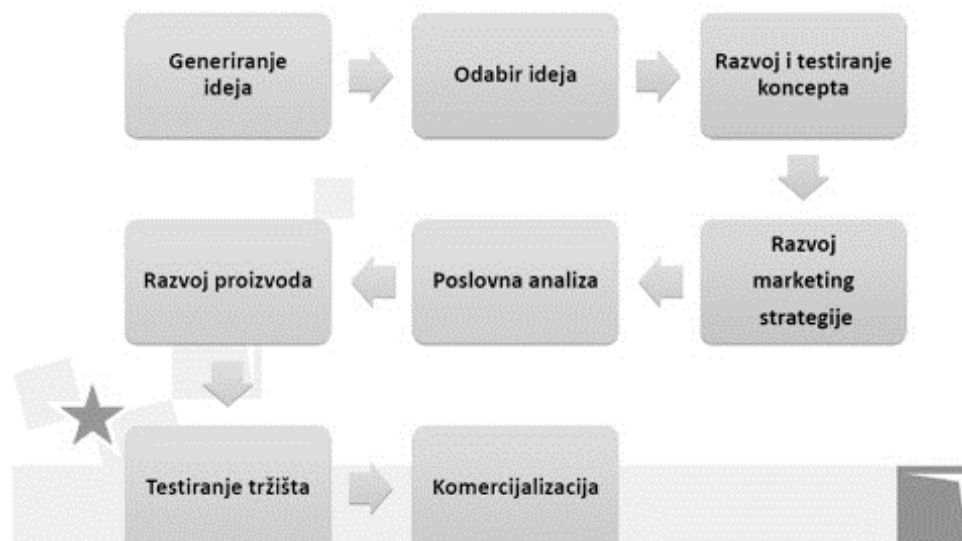 Generiranje
ideja
Odabir ideja
Razvoj i testiranje
koncepta
Razvoj
marketing
strategije
Poslovna analiza
Razvoj proizvoda
Testiranje tržišta
Komercijalizacija